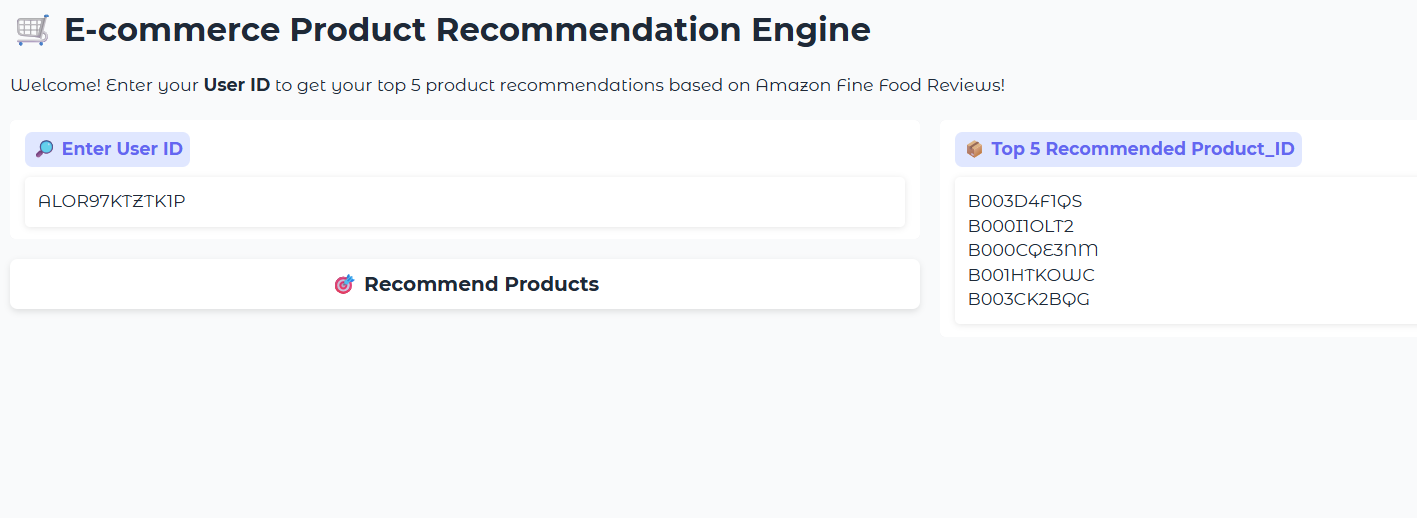 E-commerce Product Recommendation Engine
Welcome! Enter your User ID to get your top 5 product recommendations based on Amazon Fine Food Reviews!
Enter User ID
ALOR97KTZTK1P
Recommend Products
Top 5 Recommended Product_ID
B003D4F1QS
B000I1OLT2
B000CQE3NM
B001HTKOWC
B003CK2BQG